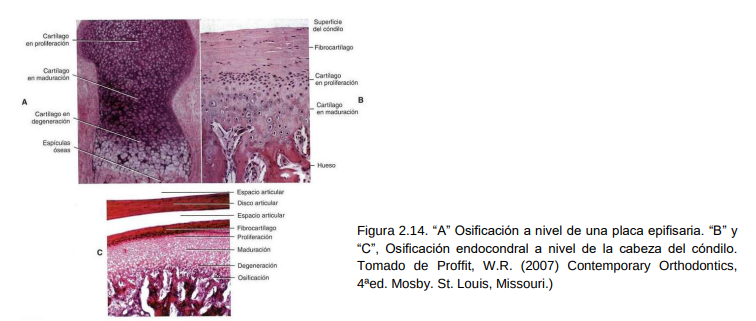 Cartílago
en proliferación
Cartílago
en maduración
A
Cartílago en
degeneración
Espículas
óseas
Superficie
del cóndilo
Fibrocartílago
Cartílago
en proliferación
Cartílago
en maduración
B
Hueso
Espacio articular
Disco articular
Espacio articular
Fibrocartílago
Proliferación
C
Maduración
Degeneración
Osificación
Figura 2.14. “A” Osificación a nivel de una placa epifisaria. “B” y
“C”, Osificación endocondral a nivel de la cabeza del cóndilo.
Tomado de Proffit, W.R. (2007) Contemporary Orthodontics,
4ªed. Mosby. St. Louis, Missouri.)